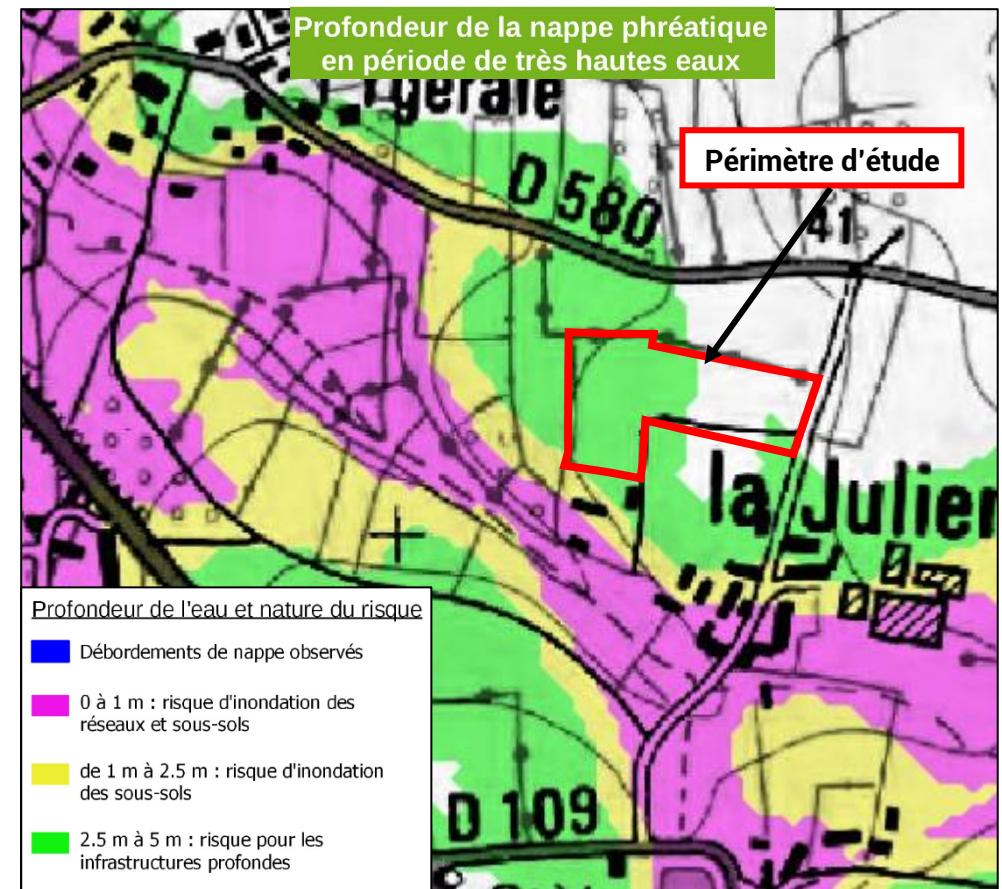 Profondeur de la nappe phréatique
en période de très hautes eaux
Périmètre d'étude
D 580
41
la Julien
Profondeur de l'eau et nature du risque
Débordements de nappe observés
0 à 1 m : risque d'inondation des
réseaux et sous-sols
de 1 m à 2.5 m : risque d'inondation
des sous-sols
2.5 m à 5 m : risque pour les
infrastructures profondes
D 109